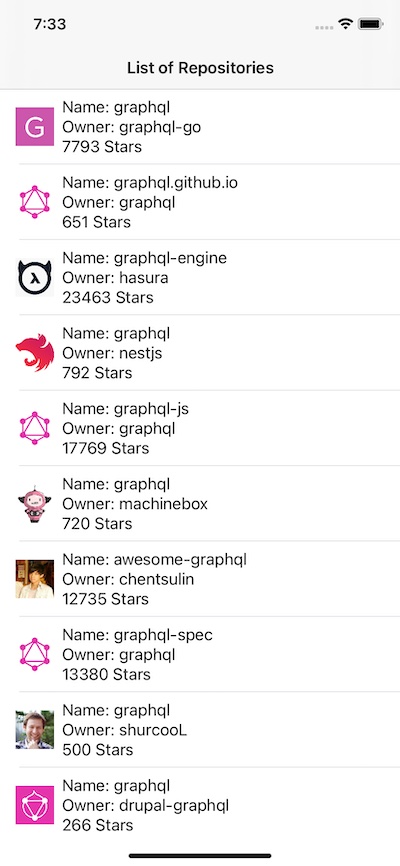 7:33
List of Repositories
G
Name: graphql
Owner: graphql-go
7793 Stars
Name: graphql.github.io
Owner: graphql
651 Stars
Name: graphql-engine
Owner: hasura
23463 Stars
Name: graphql
Owner: nestjs
792 Stars
Name: graphql-js
Owner: graphql
17769 Stars
Name: graphql
Owner: machinebox
720 Stars
Name: awesome-graphql
Owner: chentsulin
12735 Stars
Name: graphql-spec
Owner: graphql
13380 Stars
Name: graphql
Owner: shurcooL
500 Stars
Name: graphql
Owner: drupal-graphql
266 Stars